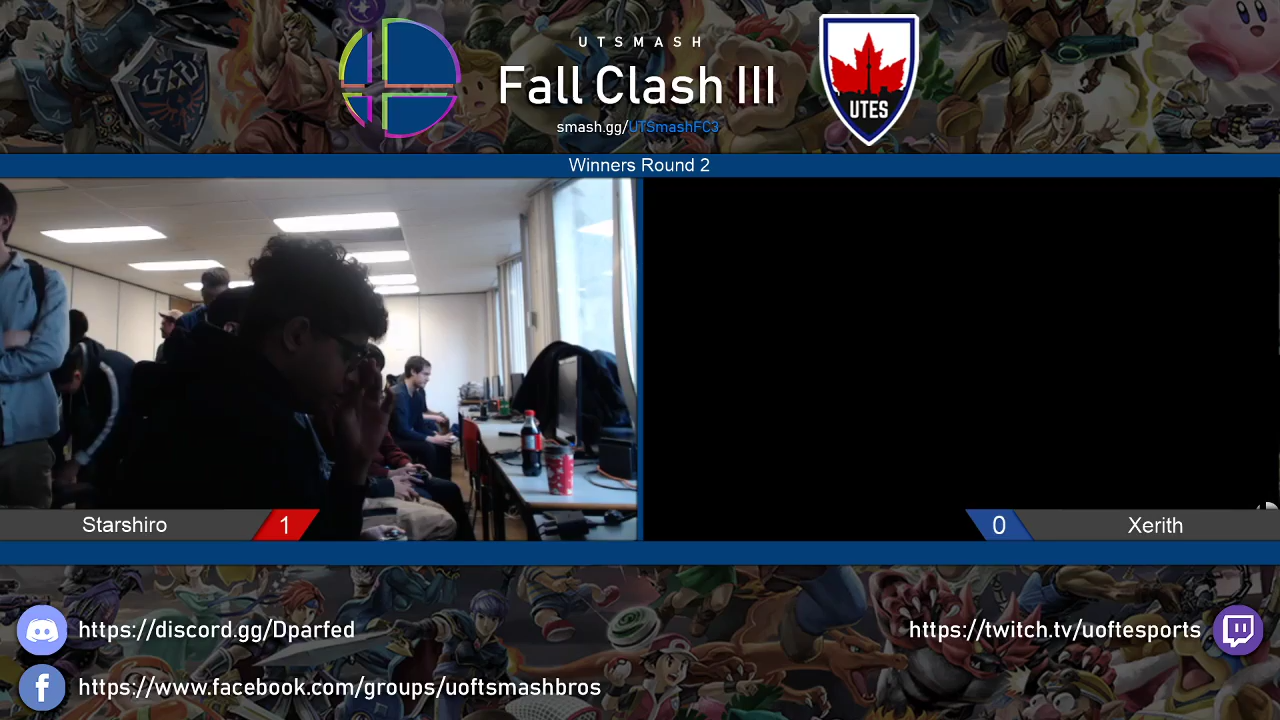 UTSMASH
Fall Clash III
smash.gg/UTSmashFC3
UTES
Winners Round 2
Starshiro
1
0
Xerith
https://discord.gg/Dparfed
https://twitch.tv/uoftesports
https://www.facebook.com/groups/uoftsmashbros